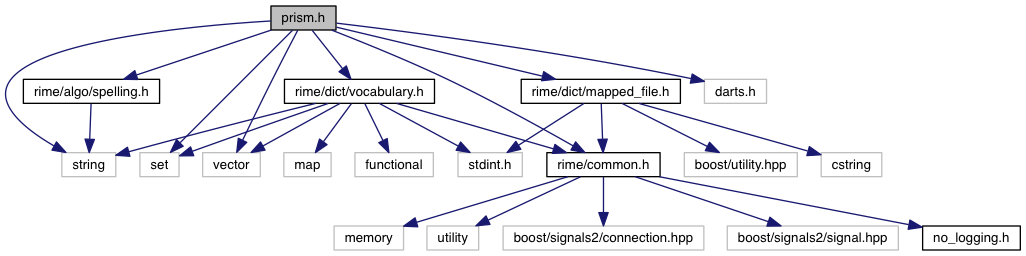 prism.h
rime/algo/spelling.h
rime/dict/vocabulary.h
rime/dict/mapped_file.h
darts.h
string
set
vector
map
functional
stdint.h
rime/common.h
boost/utility.hpp
cstring
memory
utility
boost/signals2/connection.hpp
boost/signals2/signal.hpp
no_logging.h